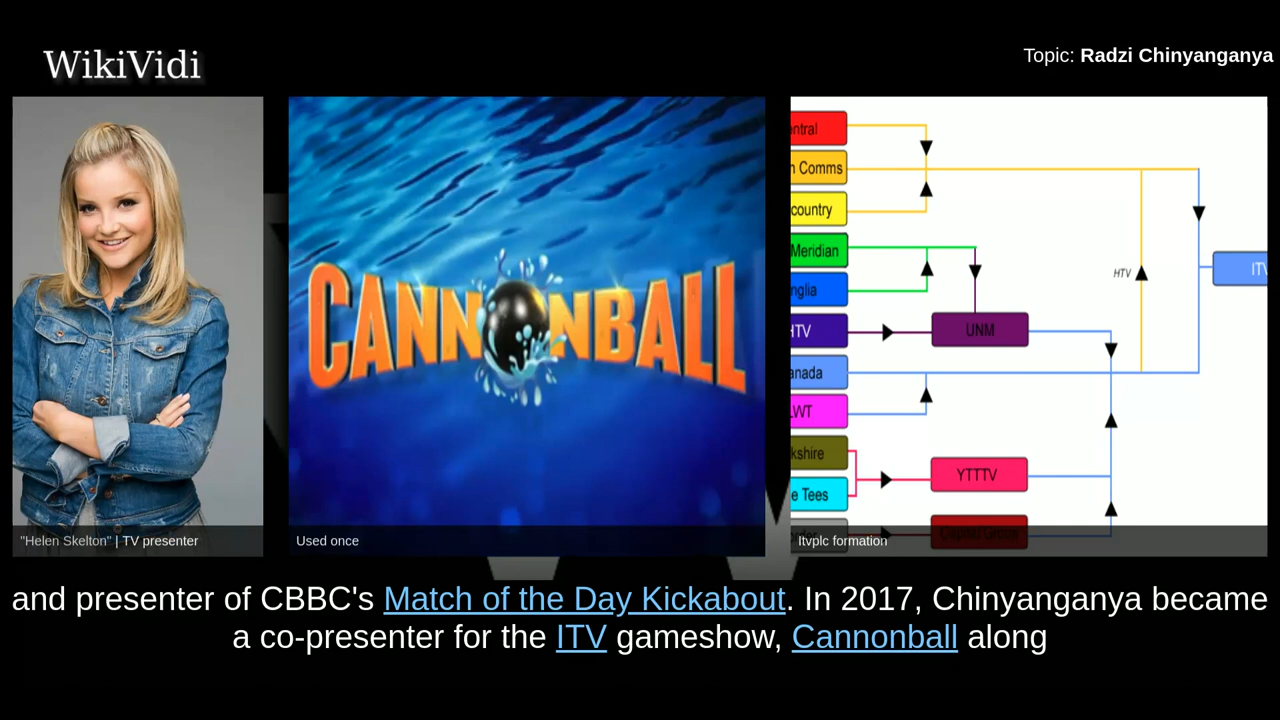 WikiVidi
Topic: Radzi Chinyanganya
CANNONBALL
entral
n Comms
country
Meridian
nglia
HTV
anada
LWT
kshire
e Tees
HTV
UNM
YTTTV
ITV
"Helen Skelton" | TV presenter
Used once
Itvplc formation
and presenter of CBBC's Match of the Day Kickabout. In 2017, Chinyanganya became
a co-presenter for the ITV gameshow, Cannonball along